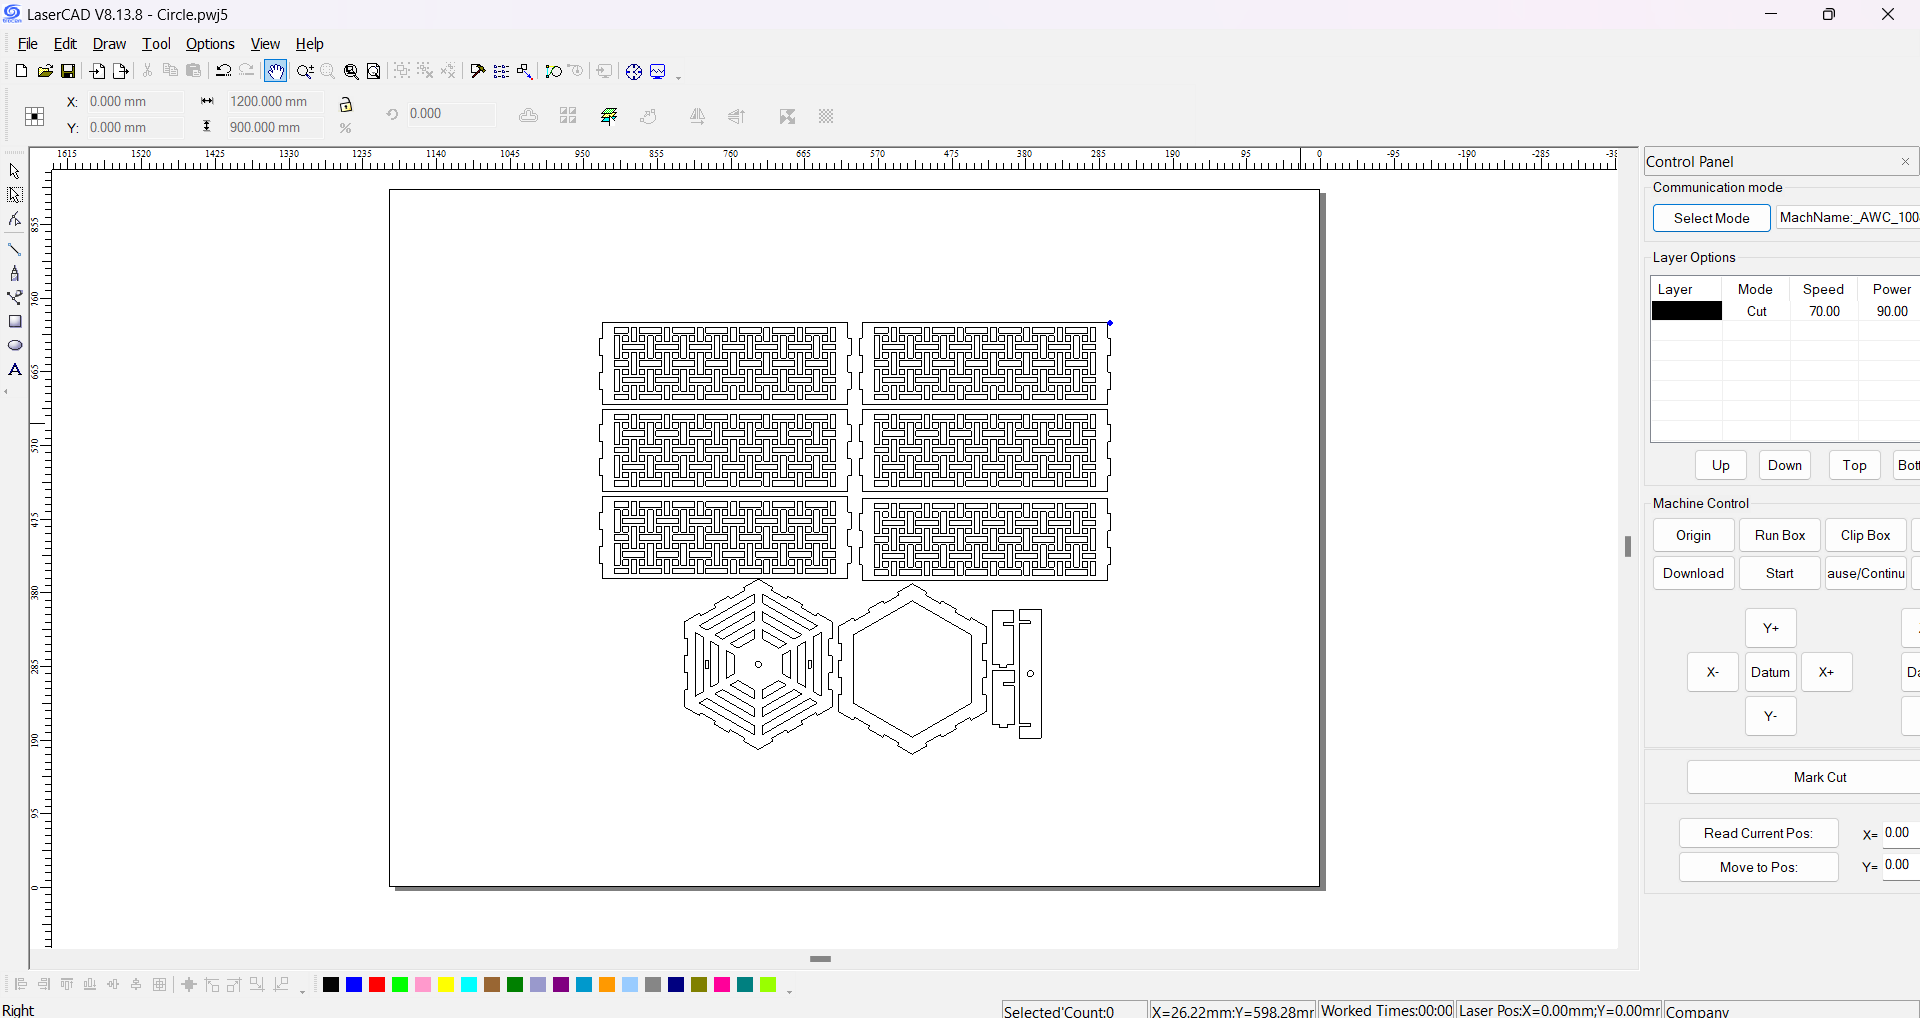 LaserCAD V8.13.8 - Circle.pwj5
File Edit Draw Tool Options View Help
X: 0.000 mm 1200.000 mm
0.000
Y: 0.000 mm 900.000 mm %
1615 1520 1425 1330 1235 1140 1045 950 855 760 665 570 475 380 285 190 95 0 -95 -190 -285 -38
855
760
665
570
475
380
285
190
95
0
A
Control Panel
Communication mode
Select Mode MachName:_AWC_100
Layer Options
Layer Mode Speed Power
Cut 70.00 90.00
Up Down Top Bott
Machine Control
Origin Run Box Clip Box
Download Start ause/Continu
Y+
X- Datum X+ Da
Y-
Mark Cut
Read Current Pos: X= 0.00
Move to Pos: Y= 0.00
Right
Selected'Count:0 X=26.22mm;Y=598.28mm Worked Times:00:00 Laser Pos:X=0.00mm;Y=0.00mr Company